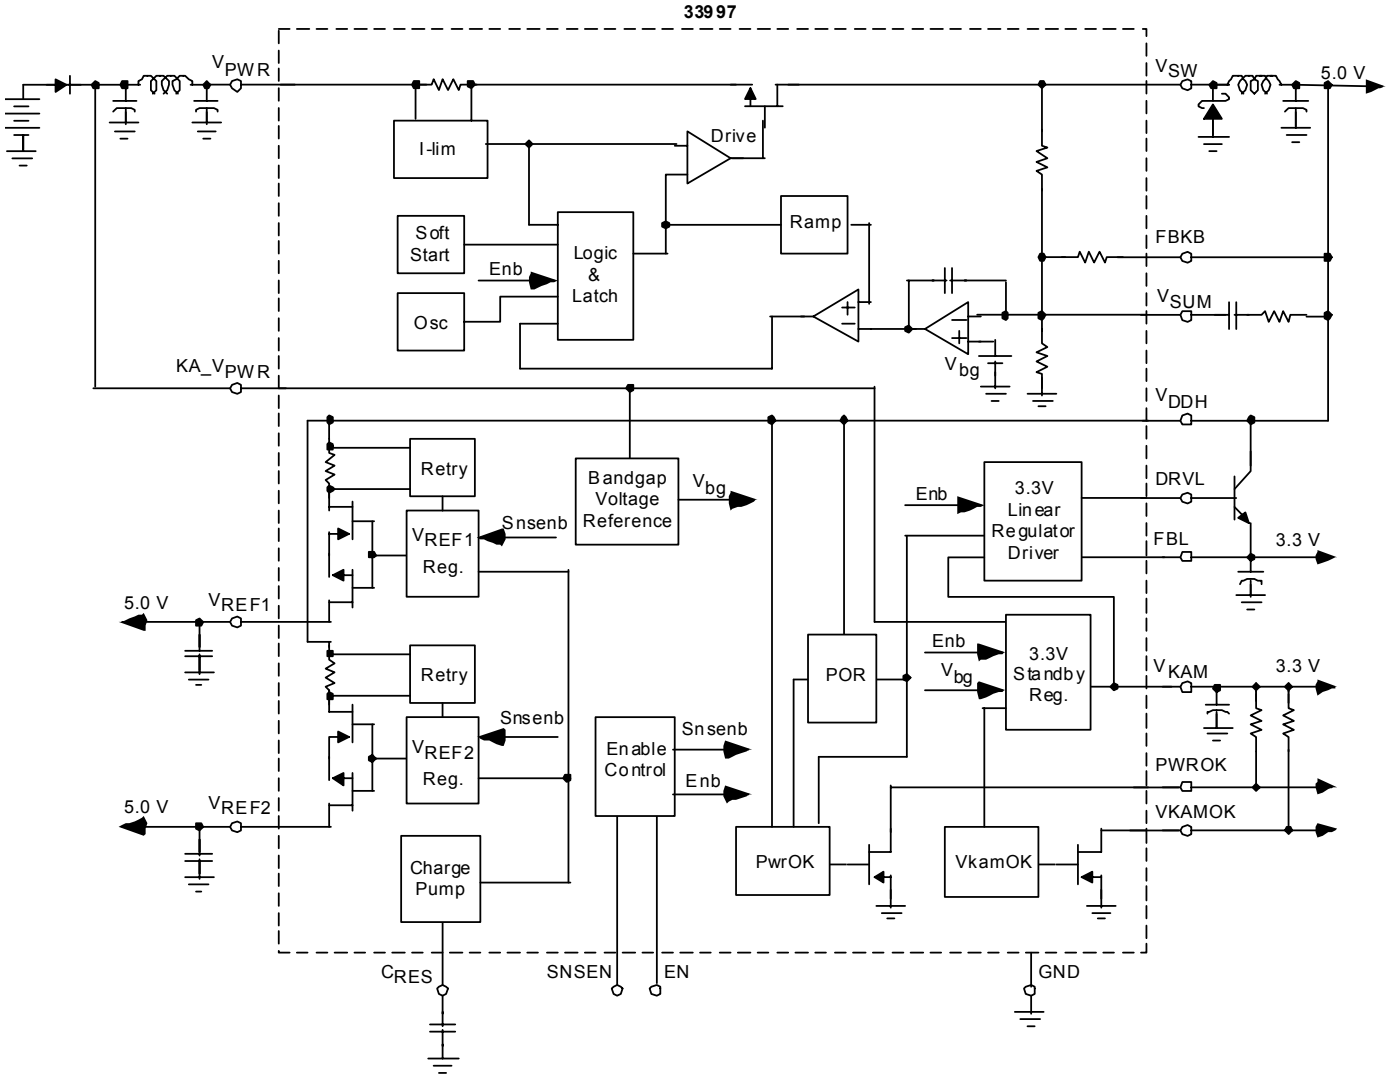 33997
VPWR
VSW
5.0 V
I-lim
Drive
Soft
Start
Enb
Osc
Logic
&
Latch
Ramp
+
−
−
+
Vbg
FBKB
VSUM
KA_VPWR
VDDH
Retry
VREF1
Reg.
Snsenb
Bandgap
Voltage
Reference
Vbg
Enb
3.3V
Linear
Regulator
Driver
DRVL
FBL
3.3 V
5.0 V
VREF1
Retry
VREF2
Reg.
Snsenb
POR
Enb
Vbg
3.3V
Standby
Reg.
VKAM
3.3 V
Enable
Control
Snsenb
Enb
PWROK
VKAMOK
5.0 V
VREF2
Charge
Pump
PwrOK
VkamOK
CRES
SNSEN
EN
GND